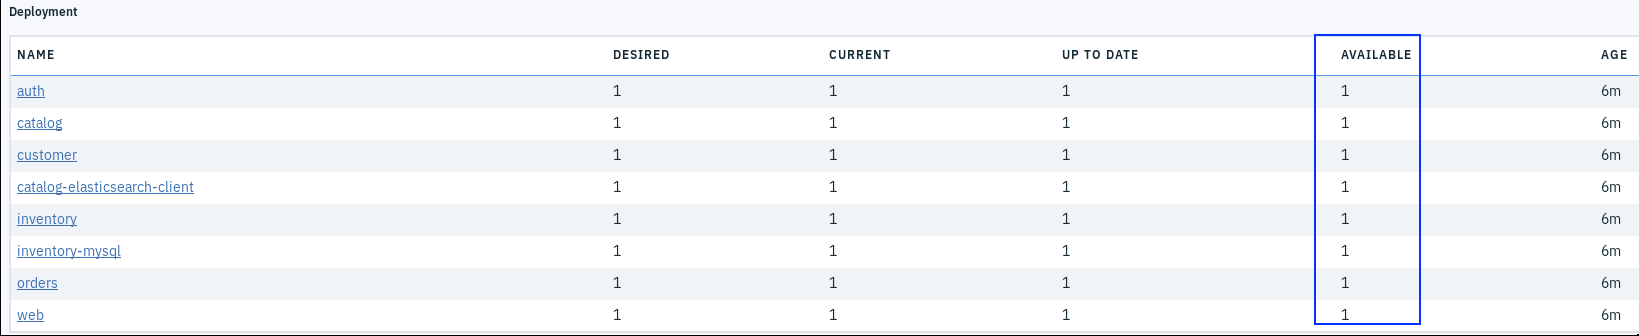 Deployment
NAME DESIRED CURRENT UP TO DATE AVAILABLE AGE
auth 1 1 1 1 6m
catalog 1 1 1 1 6m
customer 1 1 1 1 6m
catalog-elasticsearch-client 1 1 1 1 6m
inventory 1 1 1 1 6m
inventory-mysql 1 1 1 1 6m
orders 1 1 1 1 6m
web 1 1 1 1 6m